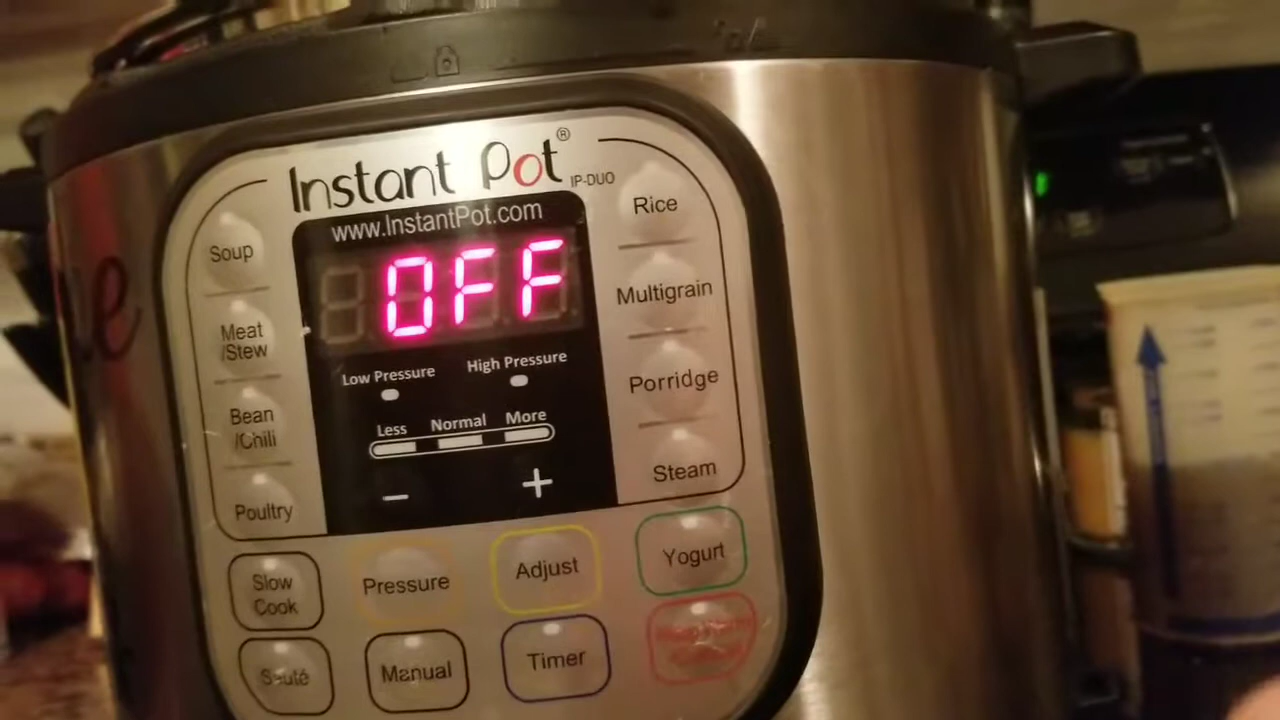 Instant Pot®
IP-DUO
www.InstantPot.com
OFF
Low Pressure
High Pressure
Less
Normal
More
−
+
Soup
Meat
/Stew
Bean
/Chili
Poultry
Rice
Multigrain
Porridge
Steam
Slow
Cook
Pressure
Adjust
Yogurt
Sauté
Manual
Timer